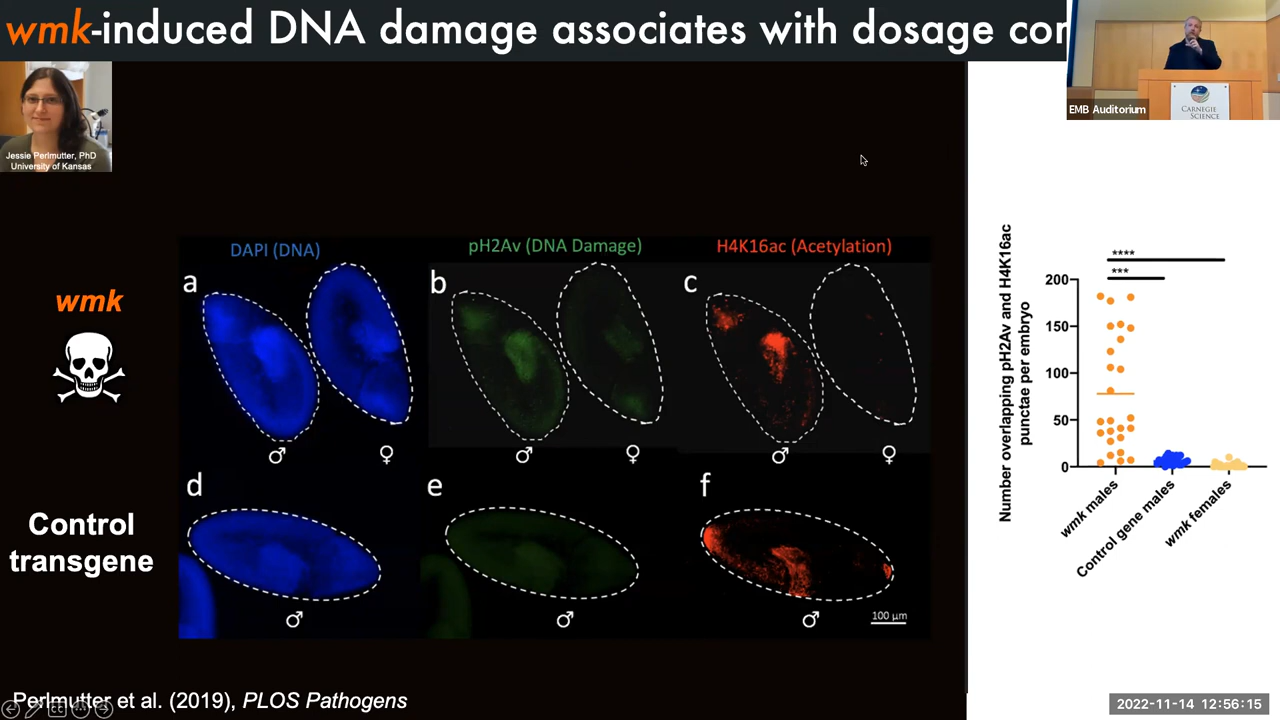 wmk-induced DNA damage associates with dosage co
EMB Auditorium
CARNEGIE
SCIENCE
Jessie Perlmutter, PhD
University of Kansas
DAPI (DNA)
pH2Av (DNA Damage)
H4K16ac (Acetylation)
wmk
a
b
c
♂
♀
♂
♀
♂
♀
Control
transgene
d
e
f
♂
♂
♂
100 µm
Number overlapping pH2Av and H4K16ac
punctae per embryo
****
***
200
150
100
50
0
wmk males
Control gene males
wmk females
Perlmutter et al. (2019), PLOS Pathogens
2022-11-14 12:56:15